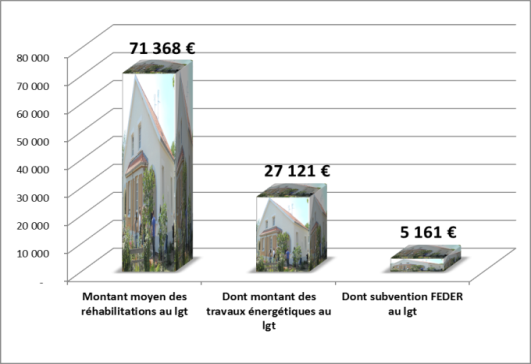 71 368 €
80 000
70 000
60 000
50 000
40 000
30 000
20 000
10 000
-
27 121 €
5 161 €
Montant moyen des
réhabilitations au lgt
Dont montant des
travaux énergétiques au
lgt
Dont subvention FEDER
au lgt